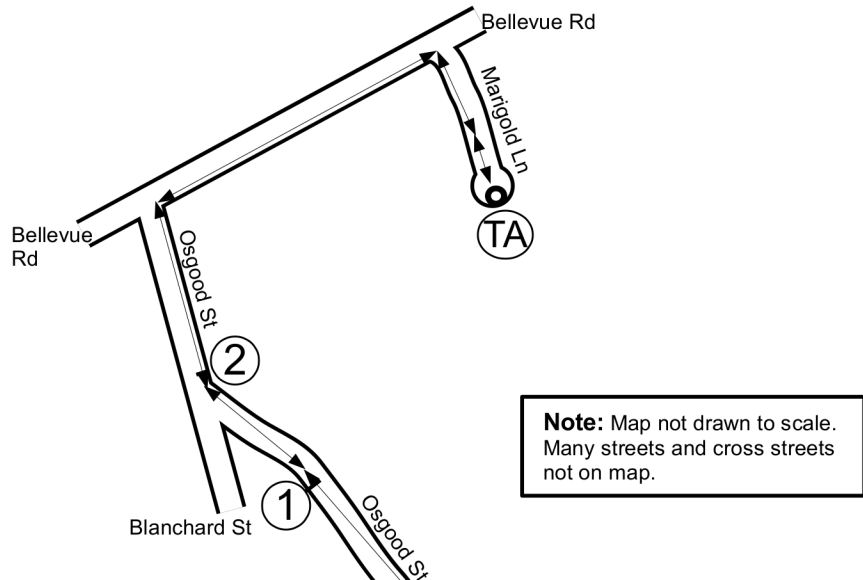 Bellevue Rd
Marigold Ln
TA
Bellevue
Rd
Osgood St
2
Note: Map not drawn to scale.
Many streets and cross streets
not on map.
1
Osgood St
Blanchard St